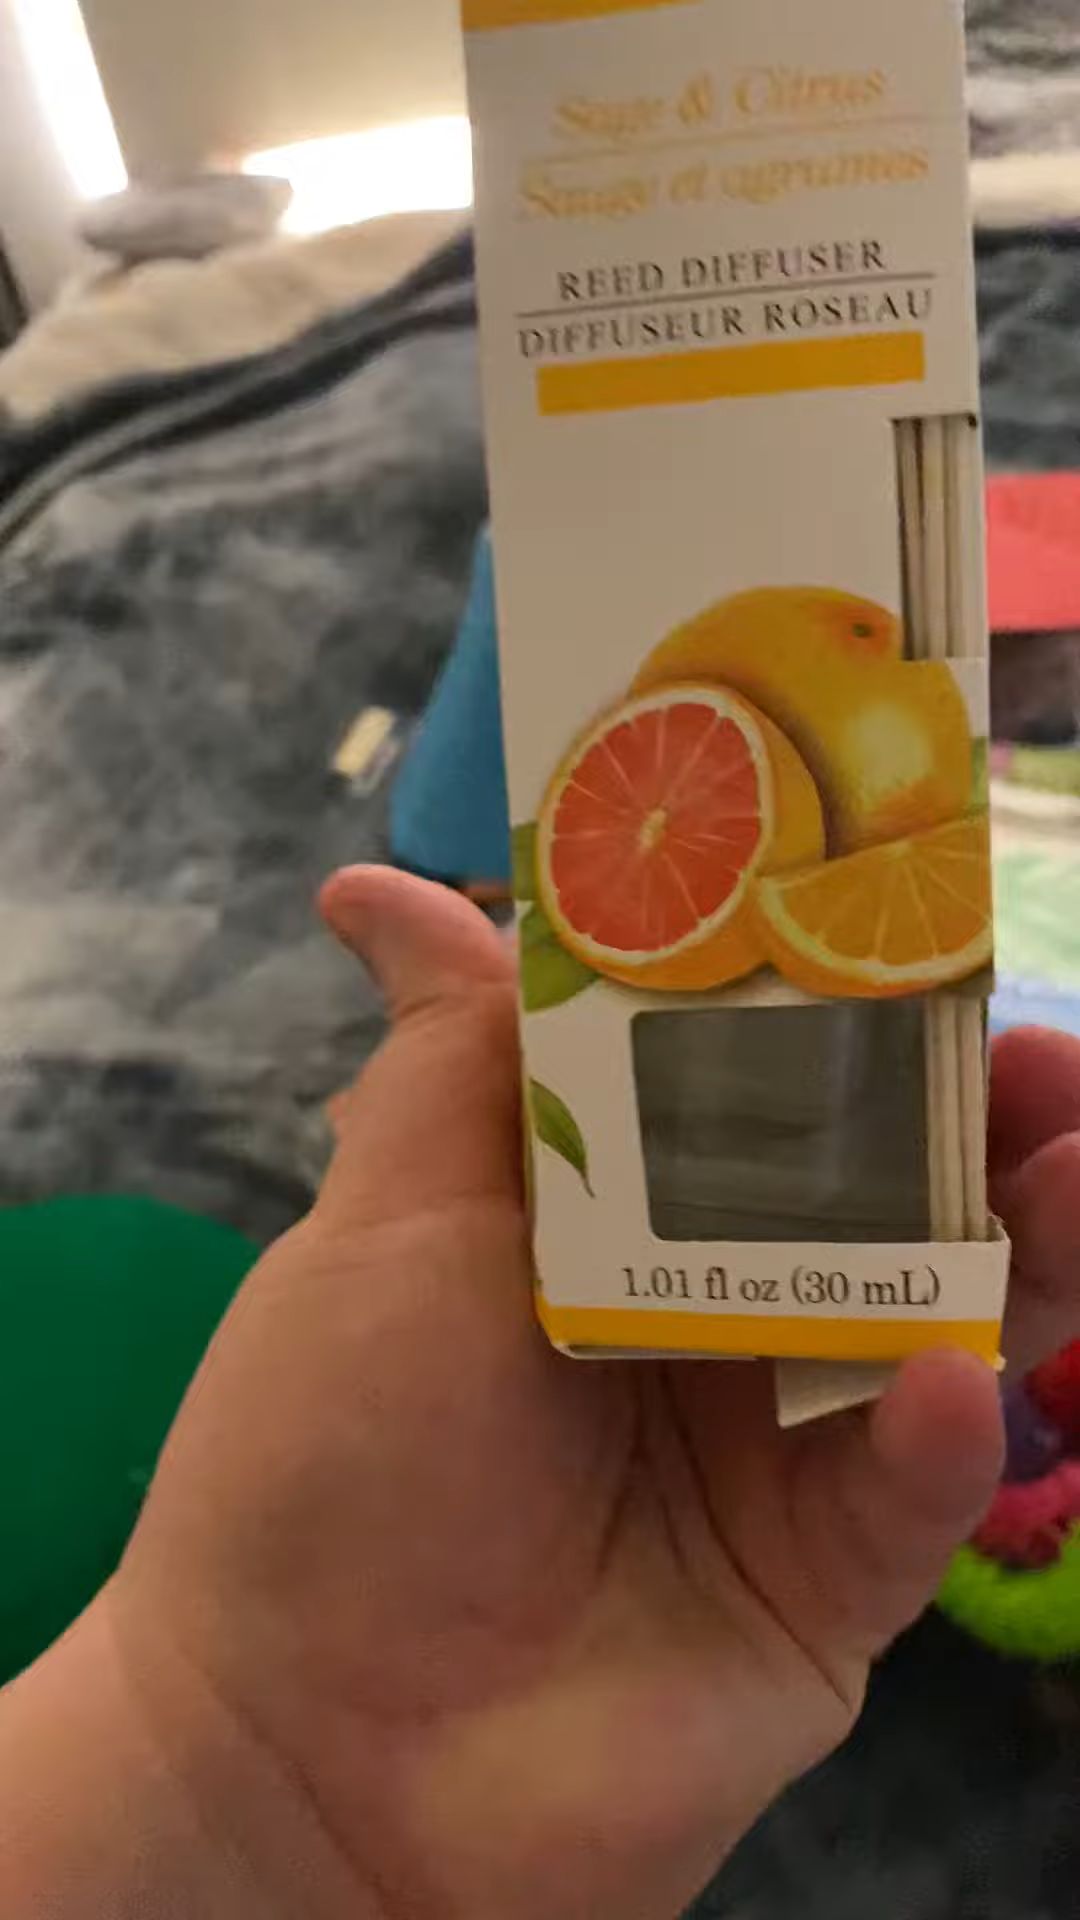 Sage & Citrus
Sauge et agrumes
REED DIFFUSER
DIFFUSEUR ROSEAU
1.01 fl oz (30 mL)